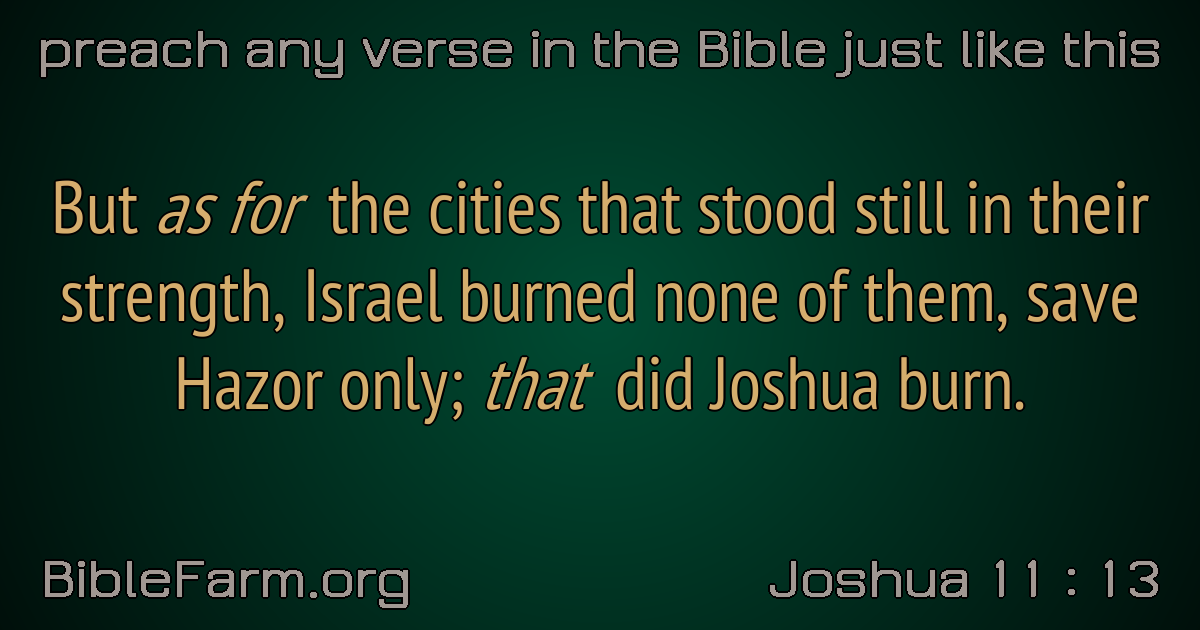 preach any verse in the Bible just like this
But as for the cities that stood still in their
strength, Israel burned none of them, save
Hazor only; that did Joshua burn.
BibleFarm.org
Joshua 11 : 13